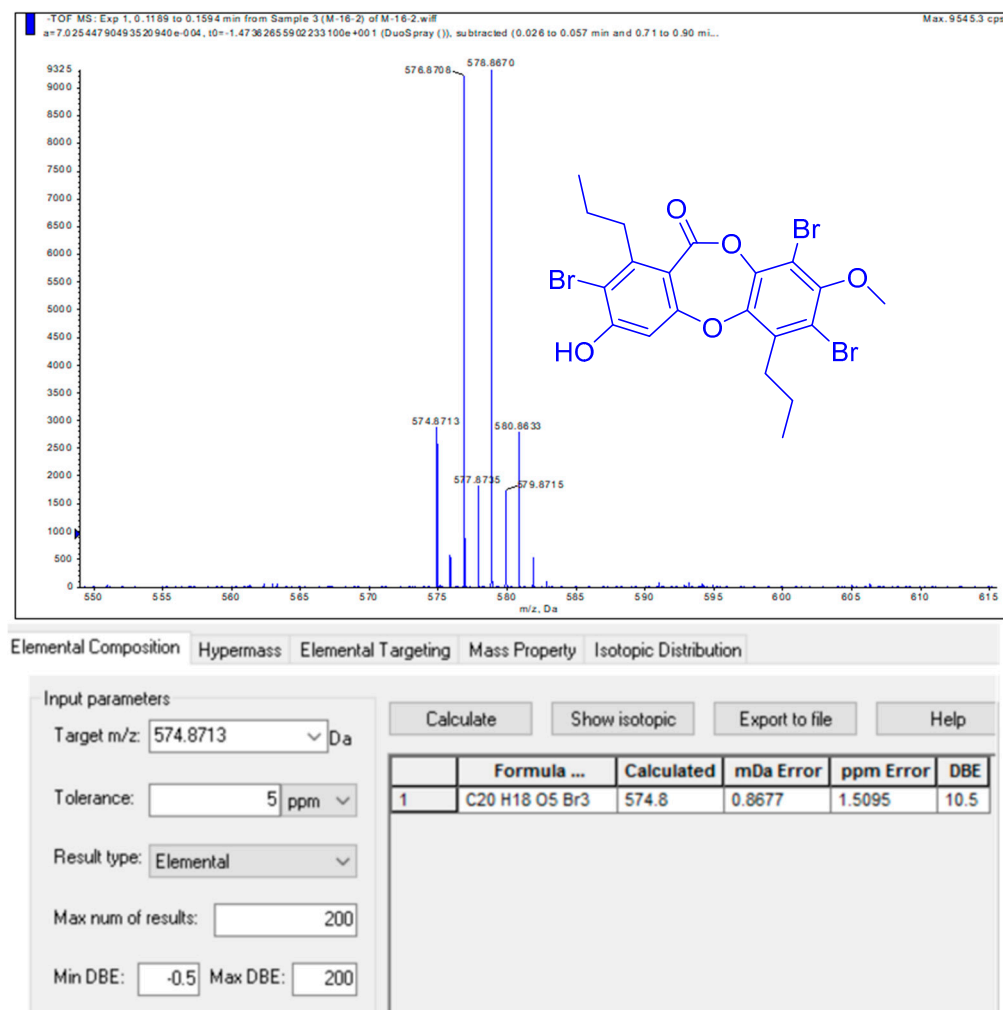 -TOF MS: Exp 1, 0.1189 to 0.1594 min from Sample 3 (M-16-2) of M-16-2.wiff Max. 9545.3 cps
a=7.02544790493520940e-004, t0=-1.47362655902233100e+001 (DuoSpray ()), subtracted (0.026 to 0.057 min and 0.71 to 0.90 mi...
9325
9000
8500
8000
7500
7000
6500
6000
5500
5000
4500
4000
3500
3000
2500
2000
1500
1000
500
0
576.8708
578.8670
574.8713
580.8633
577.8735
579.8715
O
O
Br
Br
O
HO
O
Br
550 555 560 565 570 575 580 585 590 595 600 605 610 615
m/z, Da
Elemental Composition Hypermass Elemental Targeting Mass Property Isotopic Distribution
Input parameters
Target m/z: 574.8713 Da
Tolerance: 5 ppm
Result type: Elemental
Max num of results: 200
Min DBE: -0.5 Max DBE: 200
Calculate Show isotopic Export to file Help
Formula ... Calculated mDa Error ppm Error DBE
1 C20 H18 O5 Br3 574.8 0.8677 1.5095 10.5